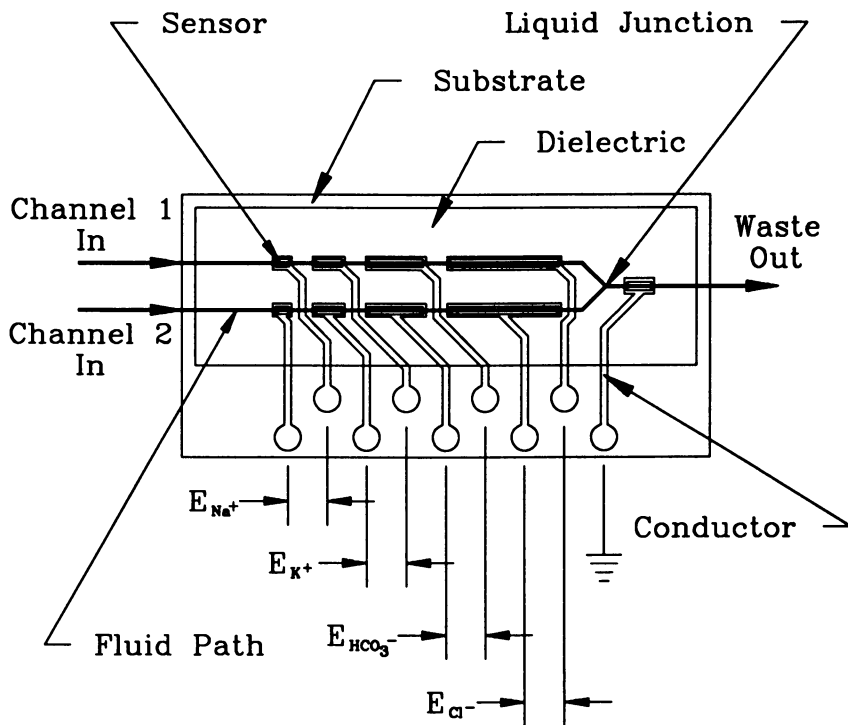 Sensor
Liquid Junction
Substrate
Dielectric
Channel 1
In
Waste
Out
Channel 2
In
E Na+
Conductor
E K+
Fluid Path
E HCO₃-
E Cl-